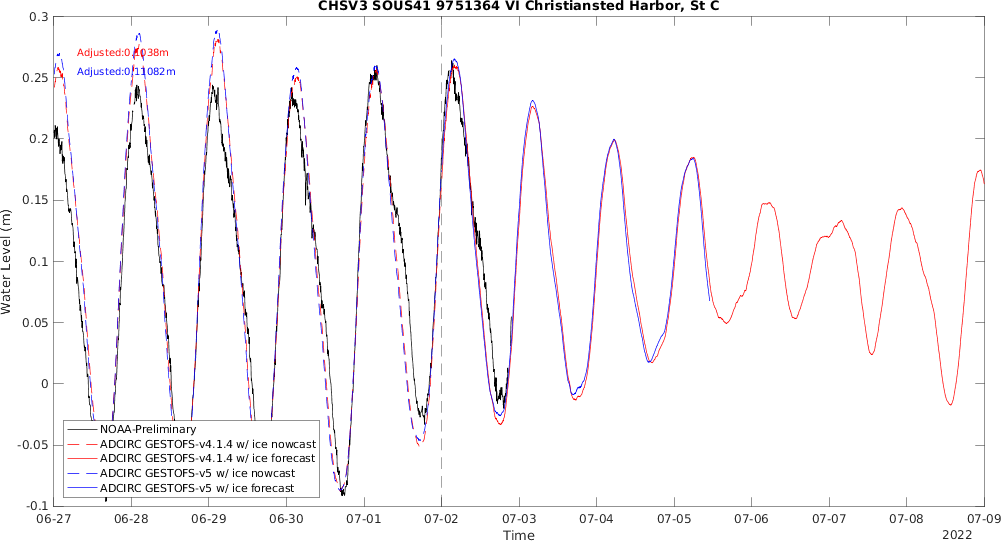 CHSV3 SOUS41 9751364 VI Christiansted Harbor, St C
0.3
0.25
0.2
0.15
0.1
0.05
0
-0.05
-0.1
Water Level (m)
Adjusted:0.1038m
Adjusted:0.11082m
NOAA-Preliminary
ADCIRC GESTOFS-v4.1.4 w/ ice nowcast
ADCIRC GESTOFS-v4.1.4 w/ ice forecast
ADCIRC GESTOFS-v5 w/ ice nowcast
ADCIRC GESTOFS-v5 w/ ice forecast
06-27 06-28 06-29 06-30 07-01 07-02 07-03 07-04 07-05 07-06 07-07 07-08 07-09
Time
2022